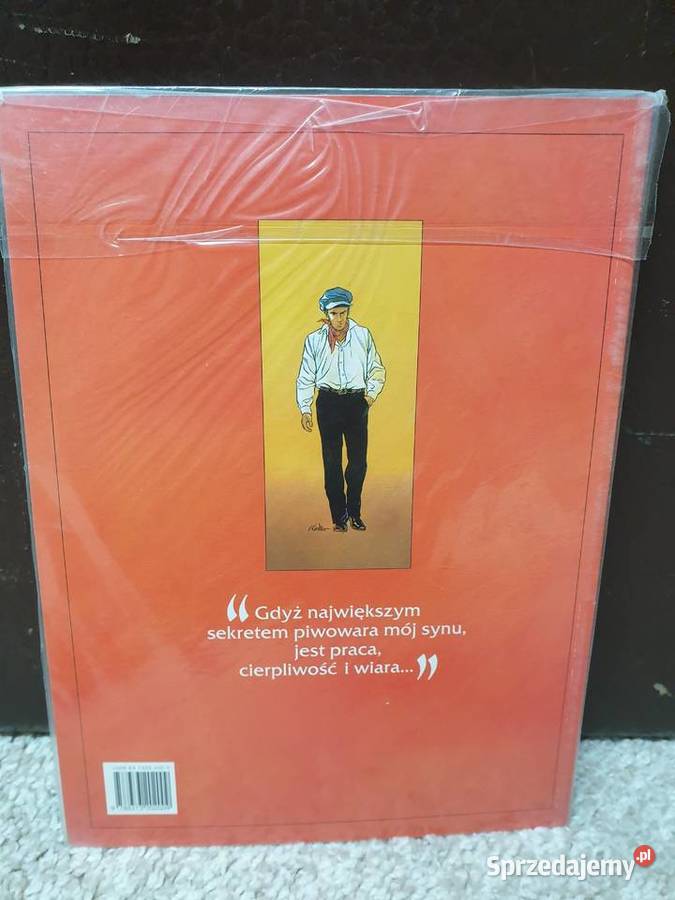 “Gdyż największym
sekretem piwowara mój synu,
jest praca,
cierpliwość i wiara...”
Sprzedajemy.pl